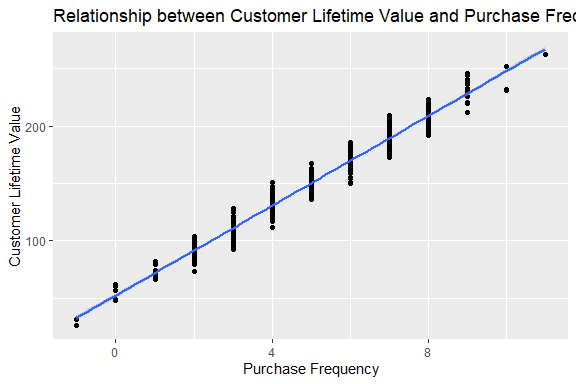 Relationship between Customer Lifetime Value and Purchase Freq
200
100
Customer Lifetime Value
0
4
8
Purchase Frequency